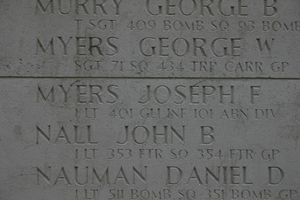 MURRY GEORGE B
T SGT 409 BOMB SQ 93 BOMB
MYERS GEORGE W
SGT 71 SQ 434 TRP CARR GP
MYERS JOSEPH F
1 LT 401 GLI INF 101 ABN DIV
NALL JOHN B
1 LT 353 FTR SQ 354 FTR GP
NAUMAN DANIEL D
1 LT 511 BOMB SQ 351 BOMB GP